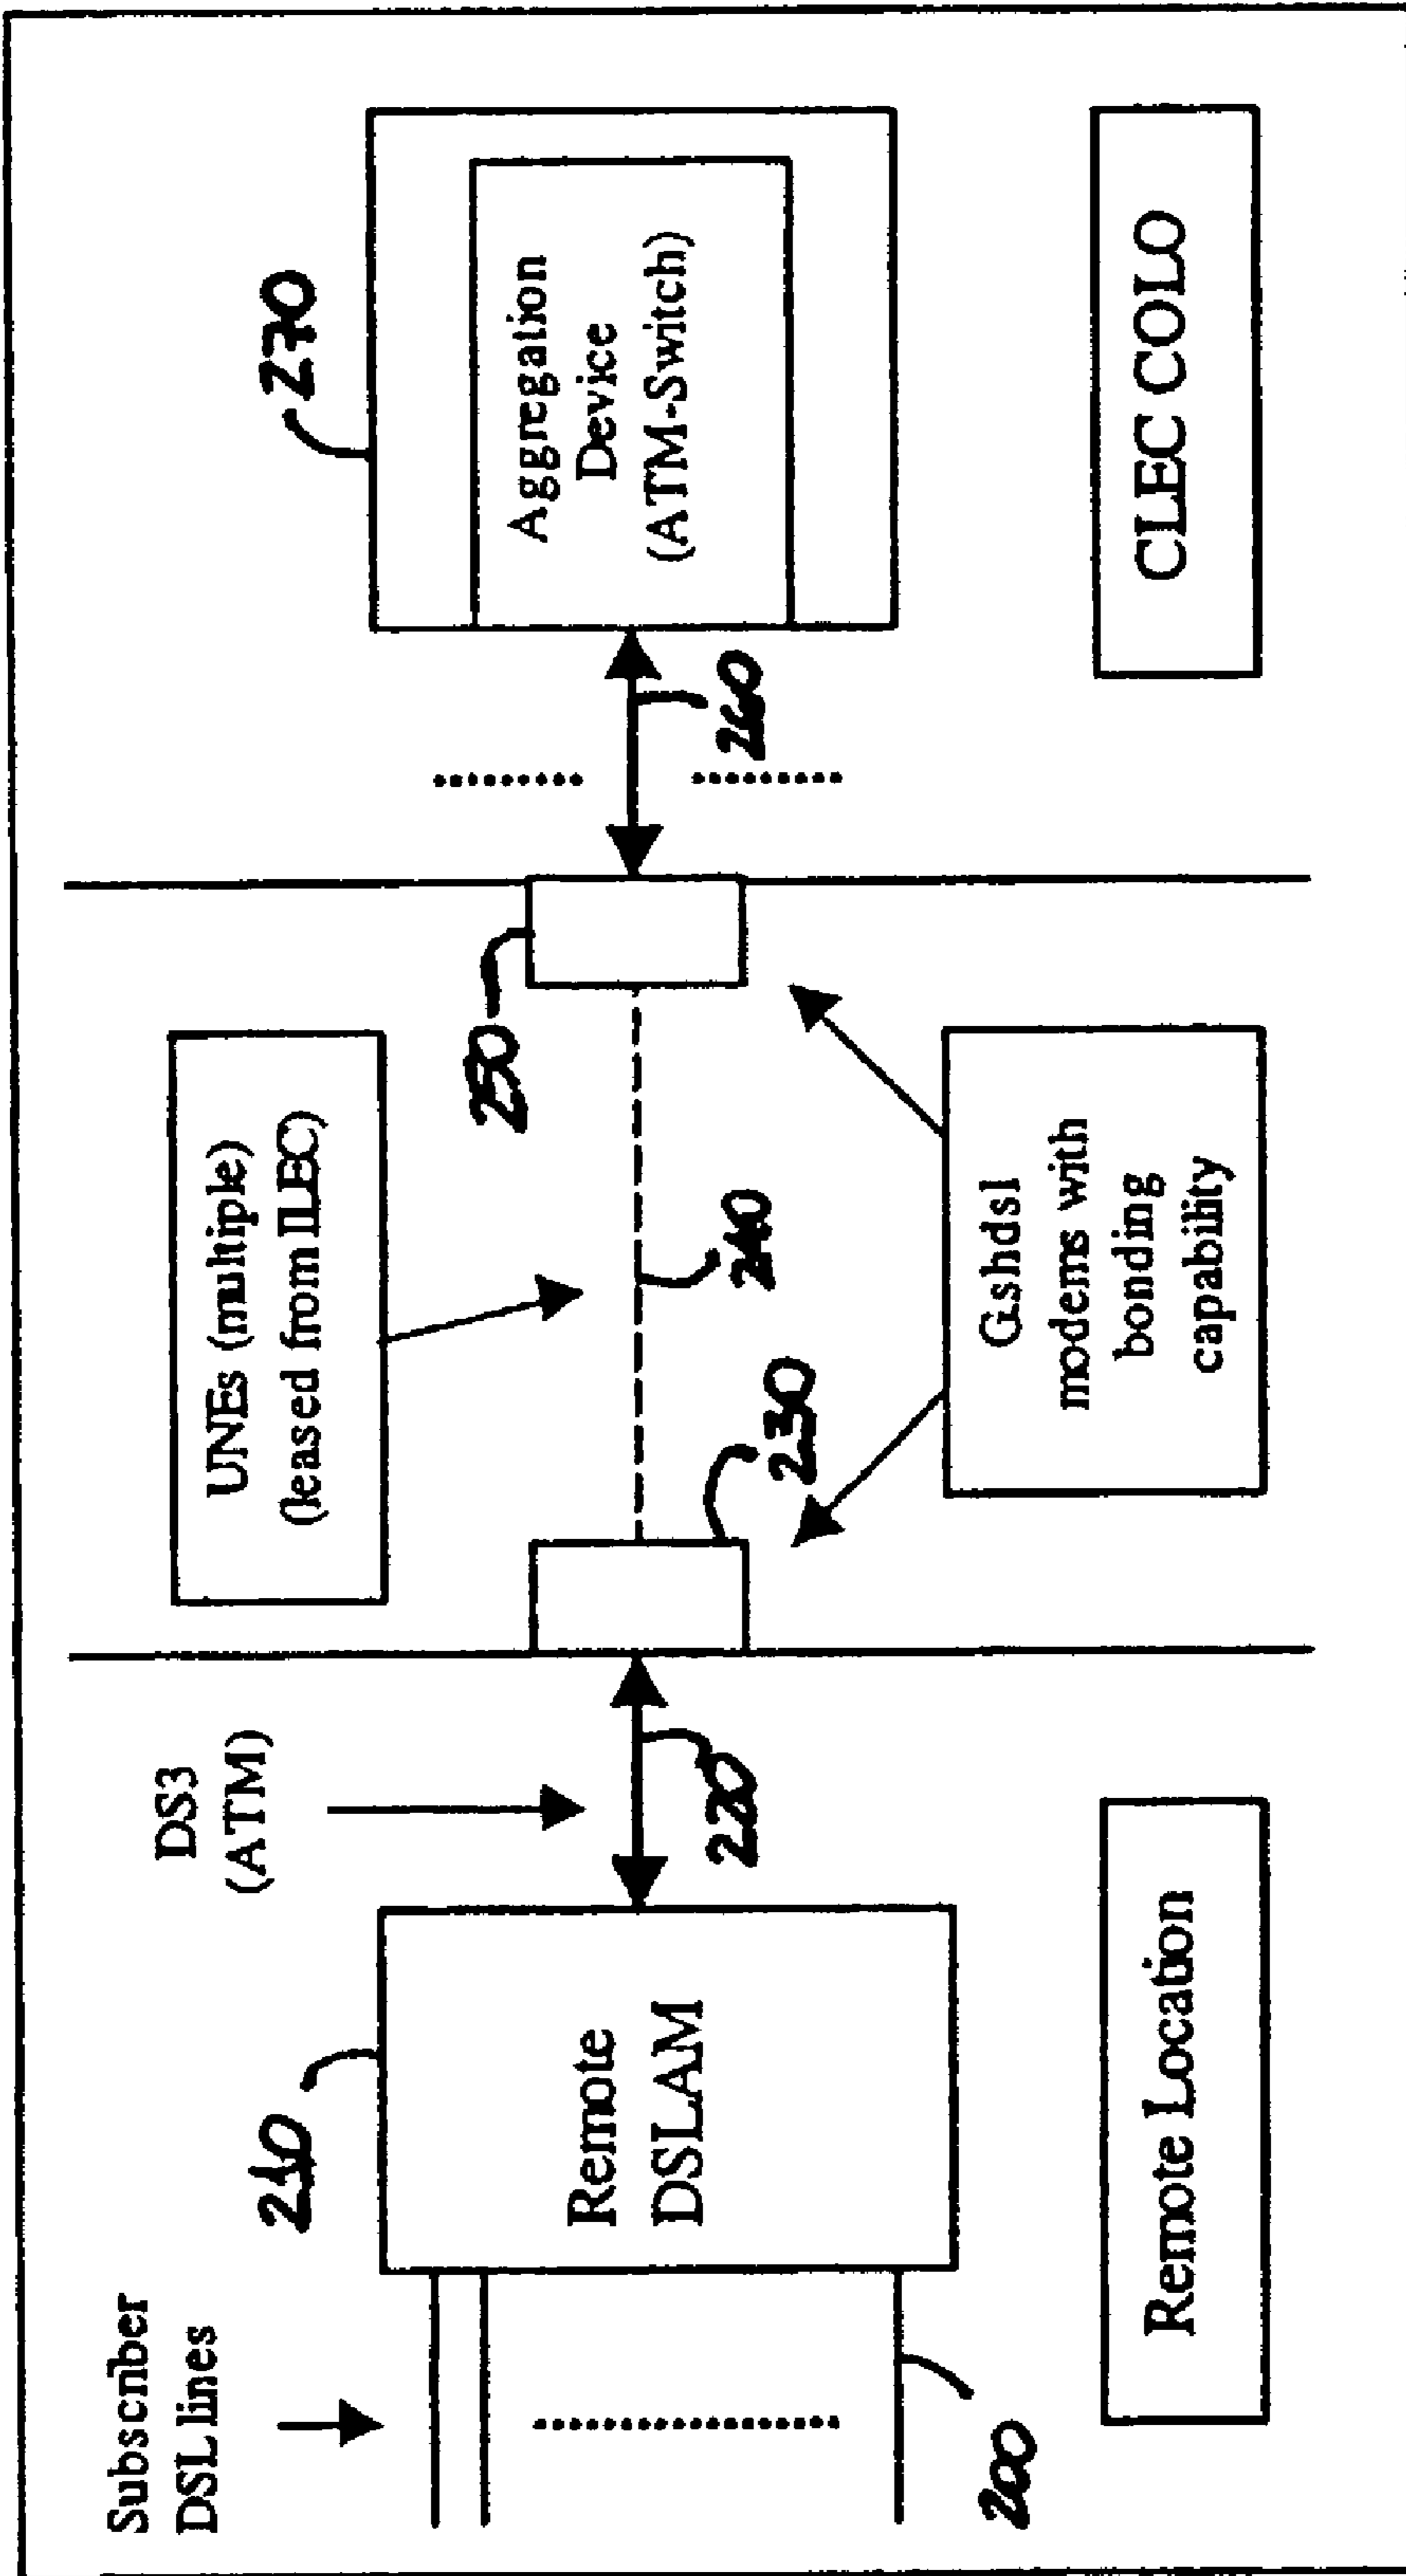 Subscriber
DSL lines
200
210
Remote
DSLAM
Remote Location
DS3
(ATM)
220
230
UNEs (multiple)
(leased from ILEC)
240
250
G.shdsl
modems with
bonding
capability
260
270
Aggregation
Device
(ATM-Switch)
CLEC COLO